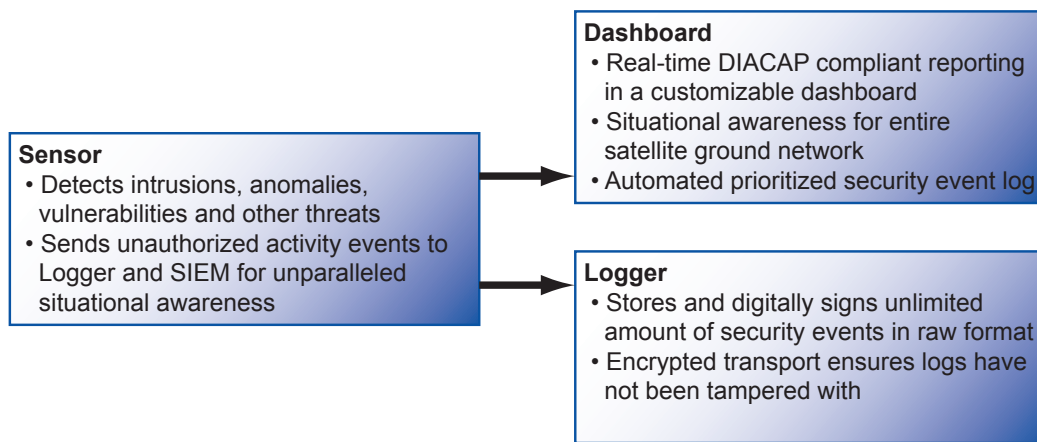 Sensor
• Detects intrusions, anomalies,
vulnerabilities and other threats
• Sends unauthorized activity events to
Logger and SIEM for unparalleled
situational awareness
Dashboard
• Real-time DIACAP compliant reporting
in a customizable dashboard
• Situational awareness for entire
satellite ground network
• Automated prioritized security event log
Logger
• Stores and digitally signs unlimited
amount of security events in raw format
• Encrypted transport ensures logs have
not been tampered with